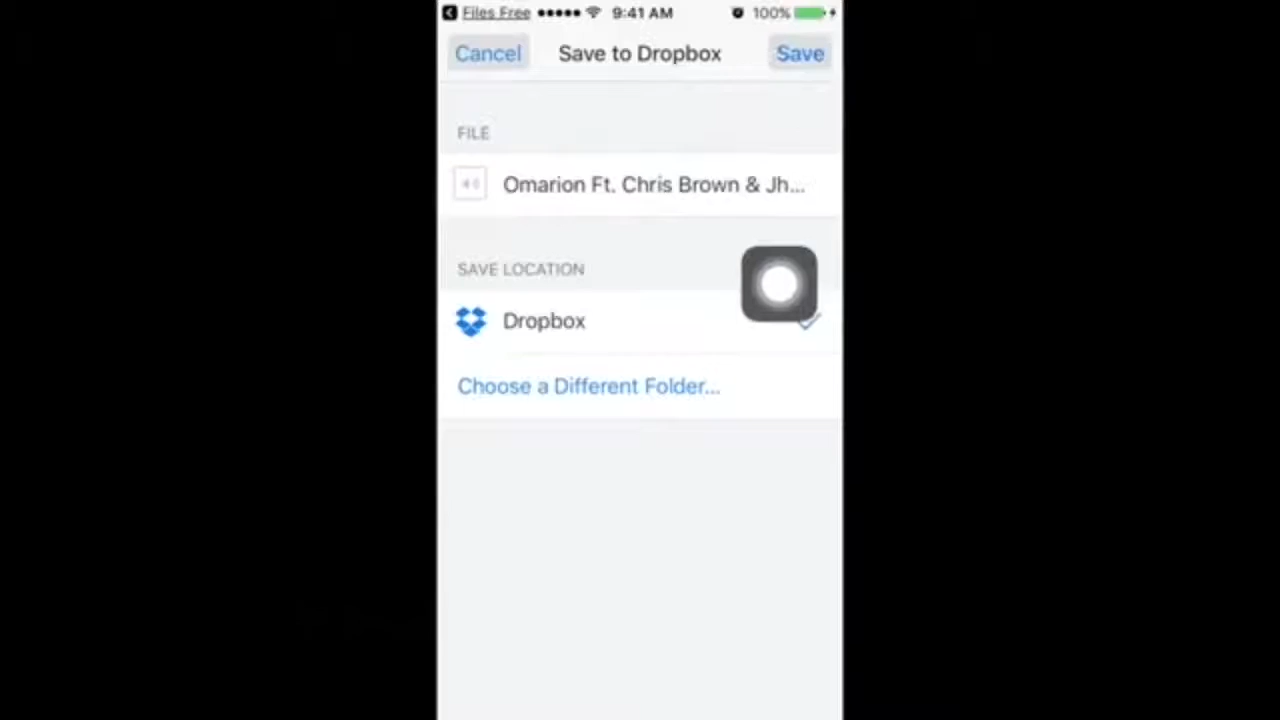 Files Free 9:41 AM 100%
Cancel Save to Dropbox Save
FILE
Omarion Ft. Chris Brown & Jh...
SAVE LOCATION
Dropbox
Choose a Different Folder...